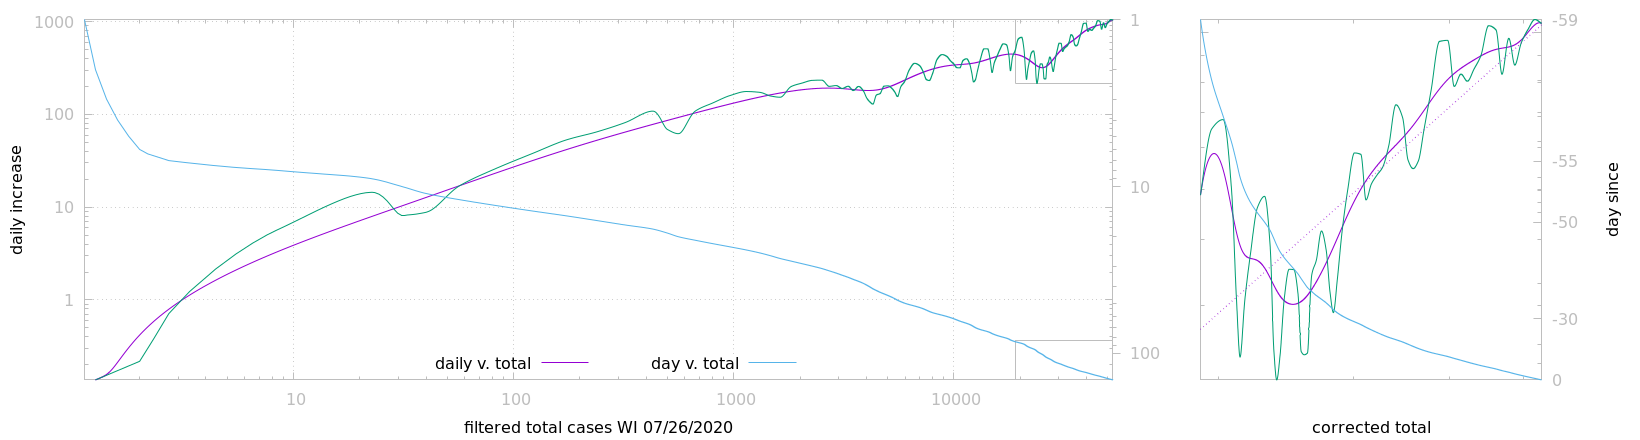 1000
100
10
1
daily increase
daily v. total
day v. total
10
100
1000
10000
filtered total cases WI 07/26/2020
1
10
100
-59
-55
-50
-30
0
day since
corrected total